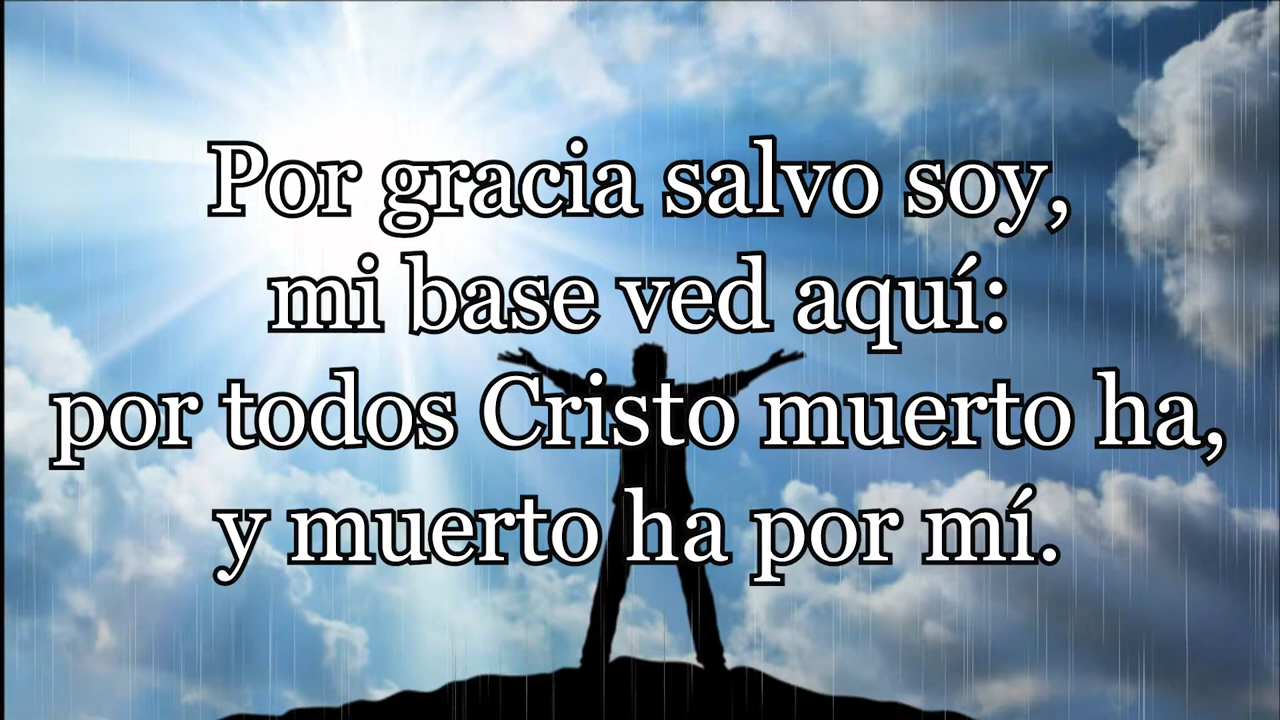 Por gracia salvo soy,
mi base ved aquí:
por todos Cristo muerto ha,
y muerto ha por mí.